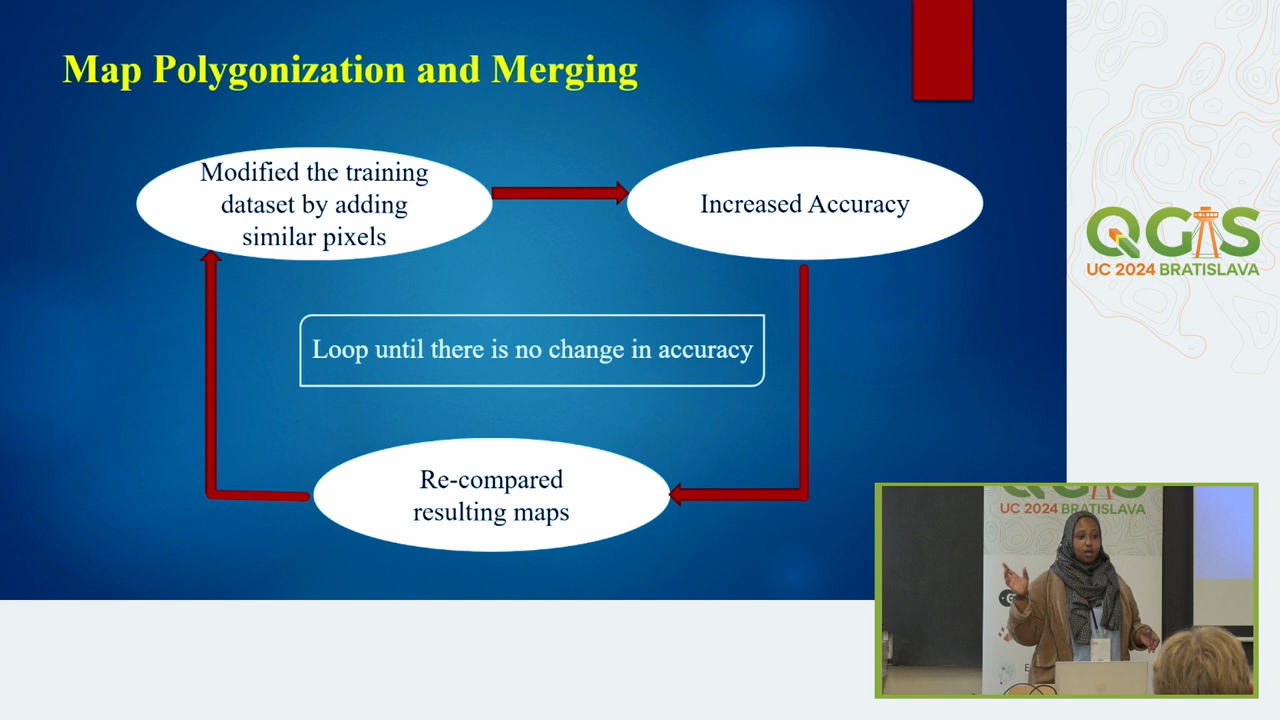 Map Polygonization and Merging
Modified the training
dataset by adding
similar pixels
Increased Accuracy
Loop until there is no change in accuracy
Re-compared
resulting maps
QGIS
UC 2024 BRATISLAVA
QGIS
UC 2024 BRATISLAVA